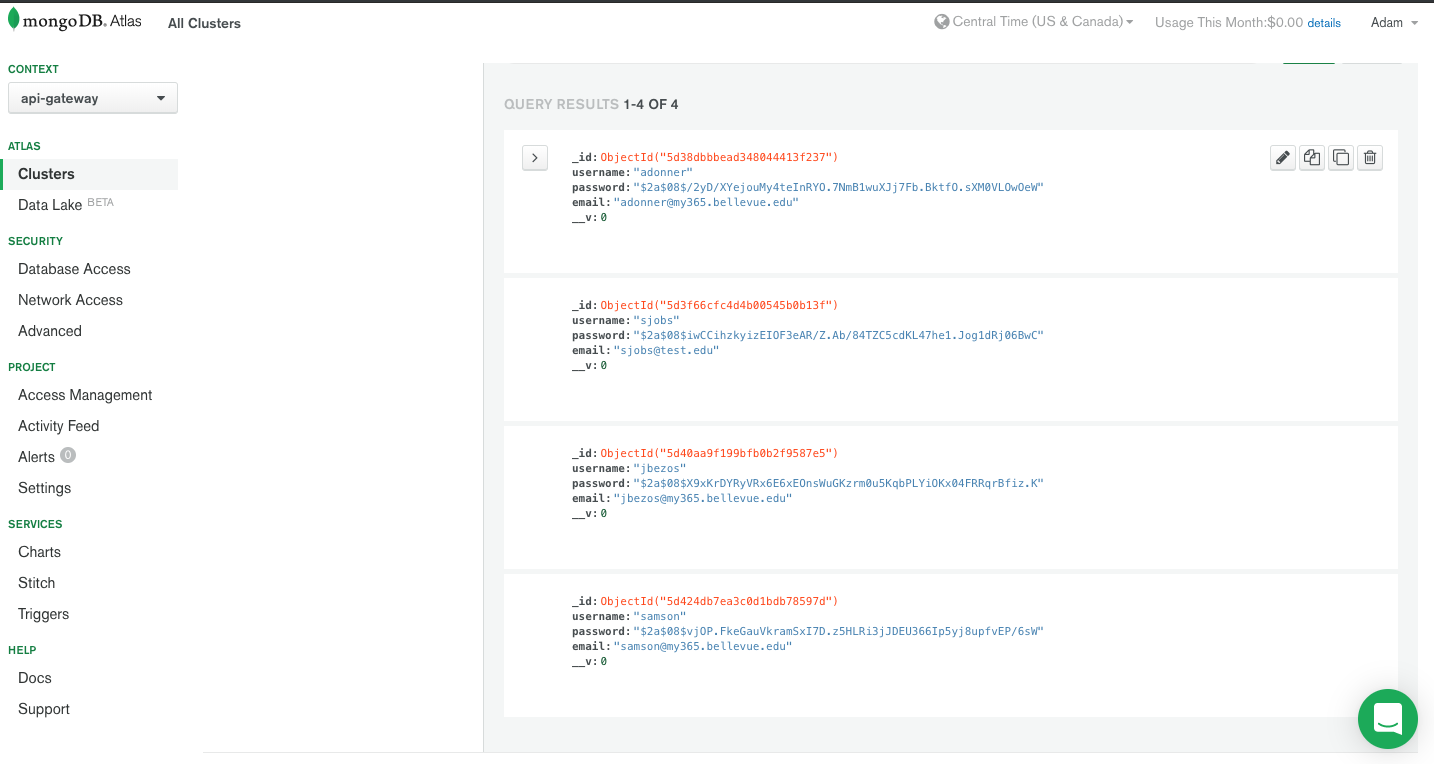 mongoDB. Atlas All Clusters Central Time (US & Canada) Usage This Month:$0.00 details Adam
CONTEXT
api-gateway
ATLAS
Clusters
Data Lake BETA
SECURITY
Database Access
Network Access
Advanced
PROJECT
Access Management
Activity Feed
Alerts 0
Settings
SERVICES
Charts
Stitch
Triggers
HELP
Docs
Support
QUERY RESULTS 1-4 OF 4
_id: ObjectId("5d38dbbbead348044413f237")
username: "adonner"
password: "$2a$08$/2yD/XYejouMy4teInRYO.7NmB1wuXJj7Fb.BktfO.sXM0VLOwOeW"
email: "adonner@my365.bellevue.edu"
__v: 0
_id: ObjectId("5d3f66cfc4d4b00545b0b13f")
username: "sjobs"
password: "$2a$08$iwCCihzkyizEIOF3eAR/Z.Ab/84TZC5cdKL47he1.Jog1dRj06BwC"
email: "sjobs@test.edu"
__v: 0
_id: ObjectId("5d40aa9f199bfb0b2f9587e5")
username: "jbezos"
password: "$2a$08$X9xKrDYRyVRx6E6xEOnsWuGKzrm0u5KqbPLYiOKx04FRRqrBfiz.K"
email: "jbezos@my365.bellevue.edu"
__v: 0
_id: ObjectId("5d424db7ea3c0d1bdb78597d")
username: "samson"
password: "$2a$08$vjOP.FkeGauVkramSxI7D.z5HLRi3jJDEU366Ip5yj8upfvEP/6sW"
email: "samson@my365.bellevue.edu"
__v: 0